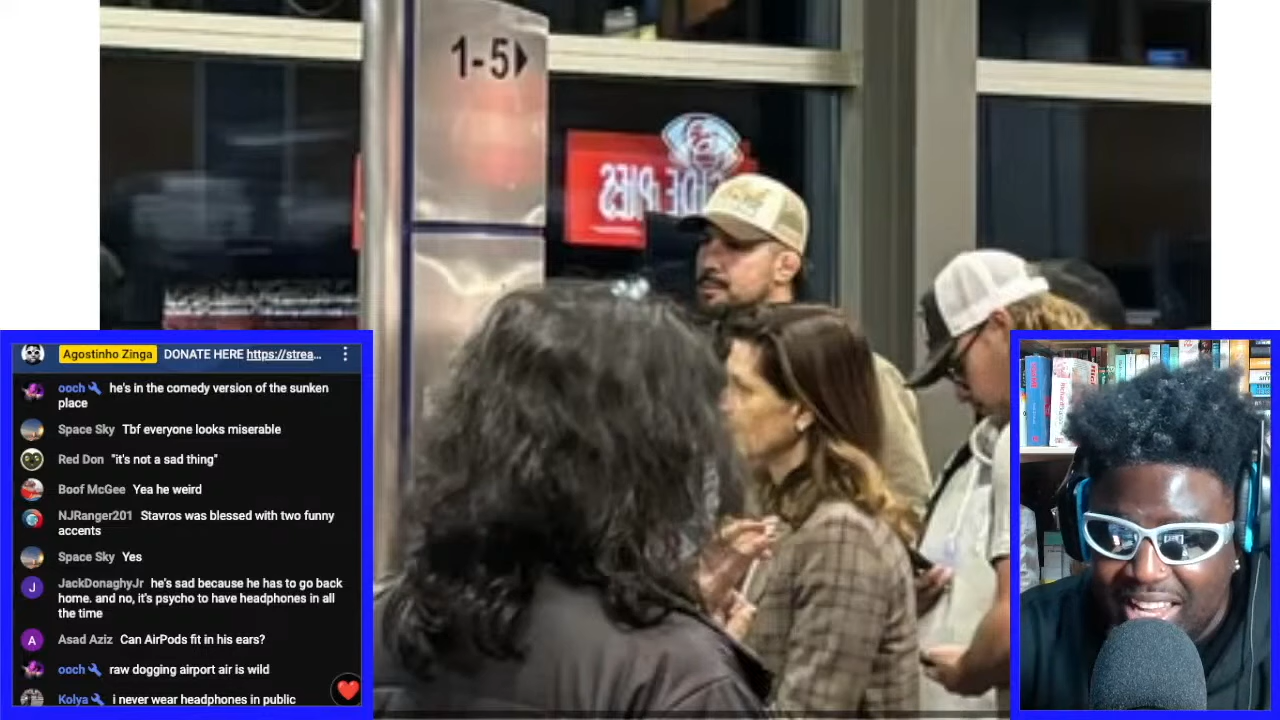 1-5
SIDE PIES
Agostinho Zinga DONATE HERE https://strea...
ooch he's in the comedy version of the sunken
place
Space Sky Tbf everyone looks miserable
Red Don "it's not a sad thing"
Boof McGee Yea he weird
NJRanger201 Stavros was blessed with two funny
accents
Space Sky Yes
JackDonaghyJr he's sad because he has to go back
home. and no, it's psycho to have headphones in all
the time
J
Asad Aziz Can AirPods fit in his ears?
A
ooch raw dogging airport air is wild
Kolya i never wear headphones in public